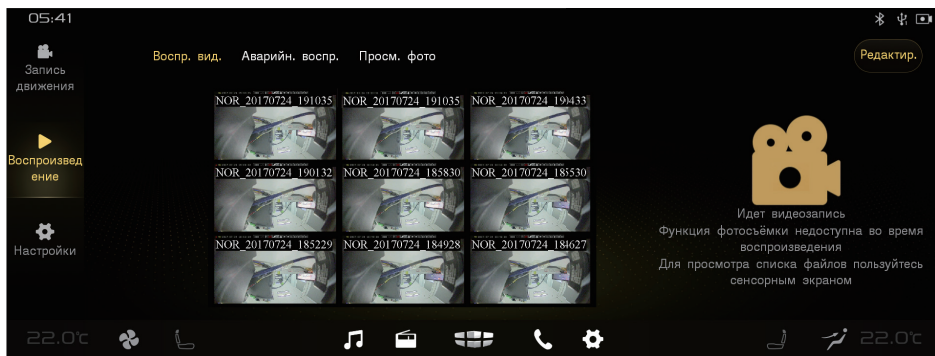 05:41
Запись
движения
Воспроизвед
ение
Настройки
Воспр. вид. Аварийн. воспр. Просм. фото
Редактир.
NOR_20170724_191035 NOR_20170724_191035 NOR_20170724_190433
NOR_20170724_190132 NOR_20170724_185830 NOR_20170724_185530
NOR_20170724_185229 NOR_20170724_184928 NOR_20170724_184627
Идет видеозапись
Функция фотосъёмки недоступна во время
воспроизведения
Для просмотра списка файлов пользуйтесь
сенсорным экраном
22.0°c 22.0°c